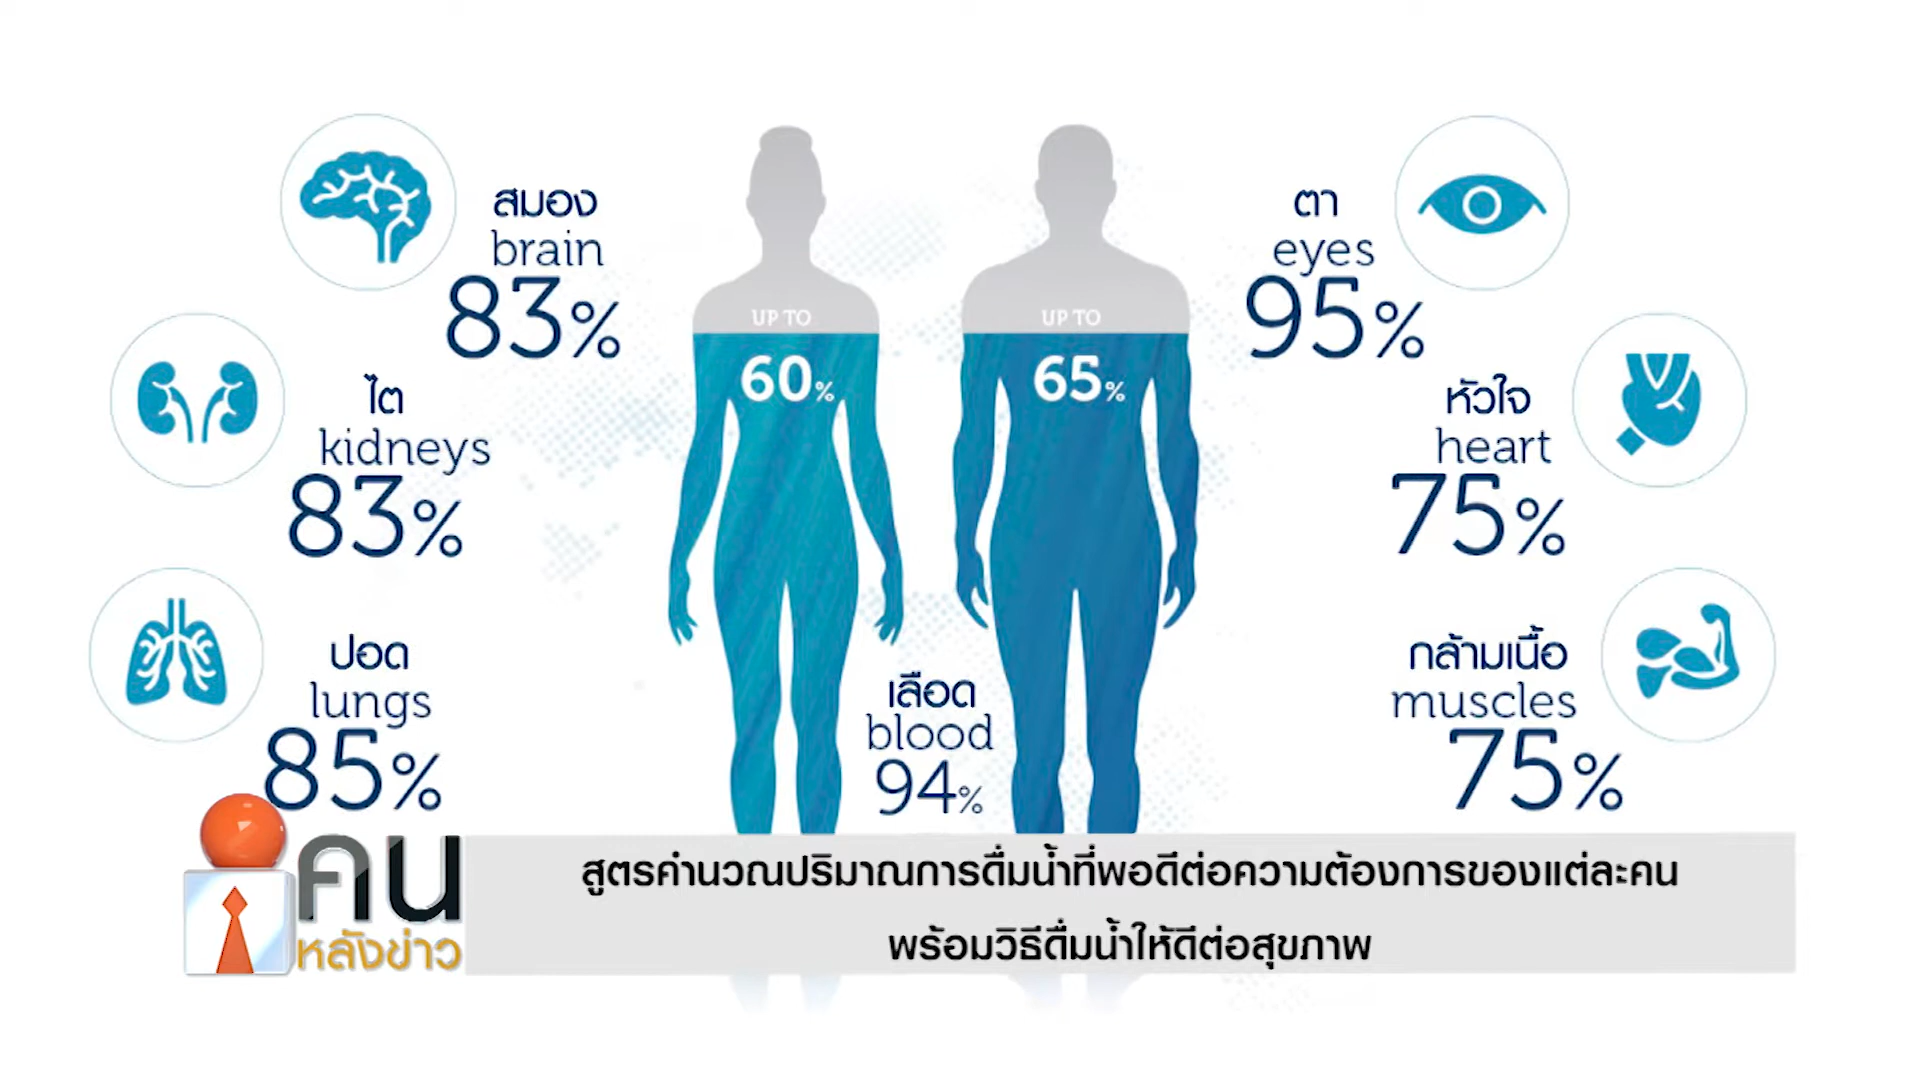 สมอง
brain
83%
ไต
kidneys
83%
ปอด
lungs
85%
UP TO
60%
UP TO
65%
เลือด
blood
94%
ตา
eyes
95%
หัวใจ
heart
75%
กล้ามเนื้อ
muscles
75%
คน
หลังข่าว
สูตรคำนวณปริมาณการดื่มน้ำที่พอดีต่อความต้องการของแต่ละคน
พร้อมวิธีดื่มน้ำให้ดีต่อสุขภาพ